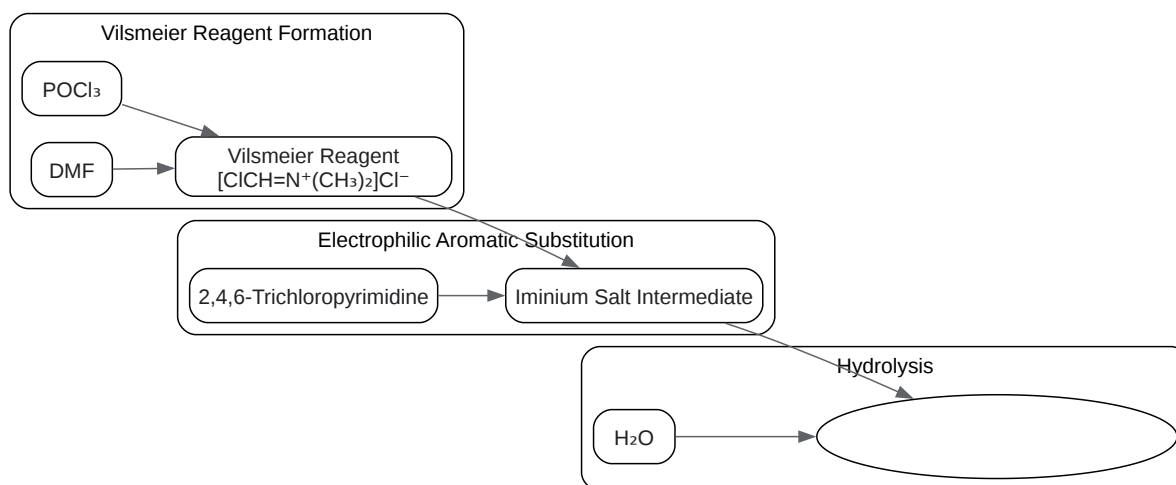 Vilsmeier Reagent Formation
POCl₃
DMF
Vilsmeier Reagent
[ClCH=N⁺(CH₃)₂]Cl⁻
Electrophilic Aromatic Substitution
2,4,6-Trichloropyrimidine
Iminium Salt Intermediate
Hydrolysis
H₂O